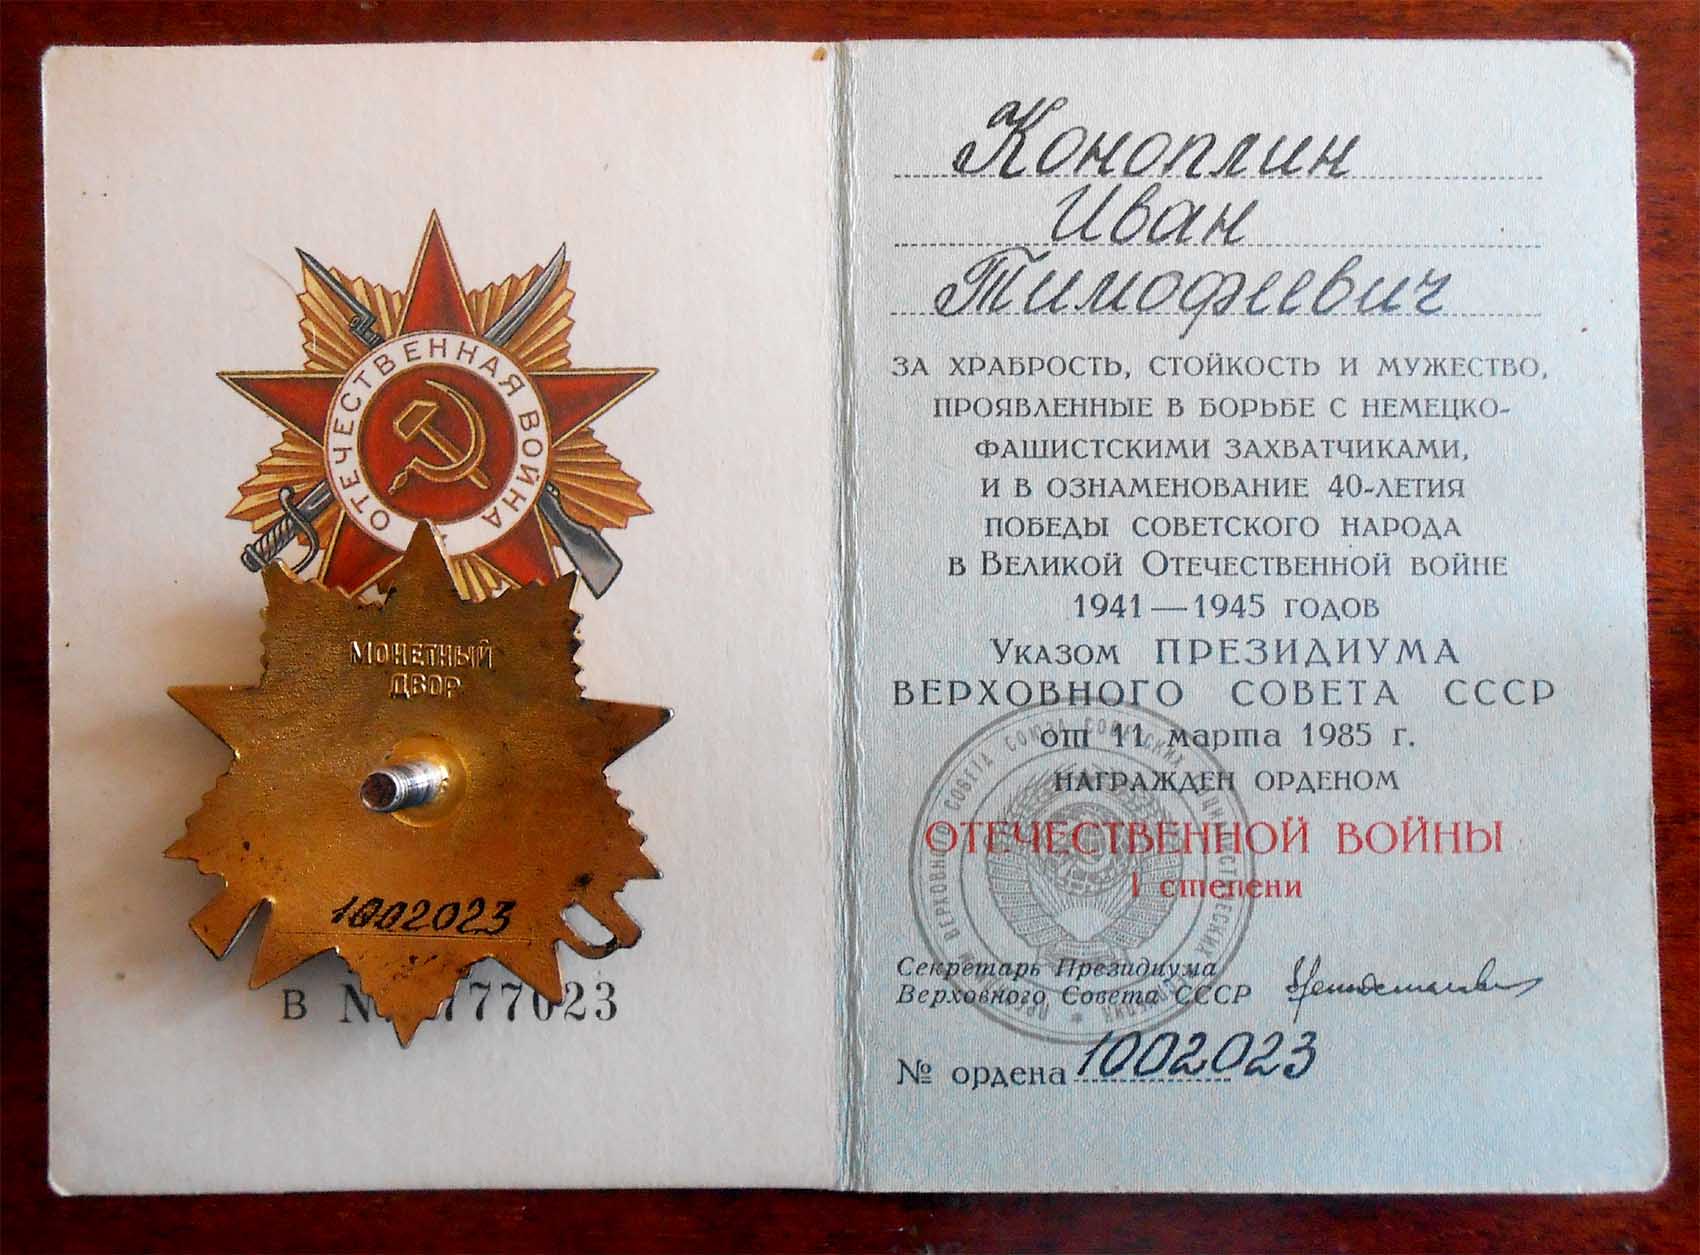 ОТЕЧЕСТВЕННАЯ ВОЙНА
МОНЕТНЫЙ
ДВОР
1002023
В
Коноплин
Иван
Тимофеевич
ЗА ХРАБРОСТЬ, СТОЙКОСТЬ И МУЖЕСТВО,
ПРОЯВЛЕННЫЕ В БОРЬБЕ С НЕМЕЦКО-
ФАШИСТСКИМИ ЗАХВАТЧИКАМИ,
И В ОЗНАМЕНОВАНИЕ 40-ЛЕТИЯ
ПОБЕДЫ СОВЕТСКОГО НАРОДА
В ВЕЛИКОЙ ОТЕЧЕСТВЕННОЙ ВОЙНЕ
1941—1945 ГОДОВ
УКАЗОМ ПРЕЗИДИУМА
ВЕРХОВНОГО СОВЕТА СССР
от 11 марта 1985 г.
НАГРАЖДЕН ОРДЕНОМ
ОТЕЧЕСТВЕННОЙ ВОЙНЫ
I степени
Секретарь Президиума
Верховного Совета СССР
№ ордена 1002023